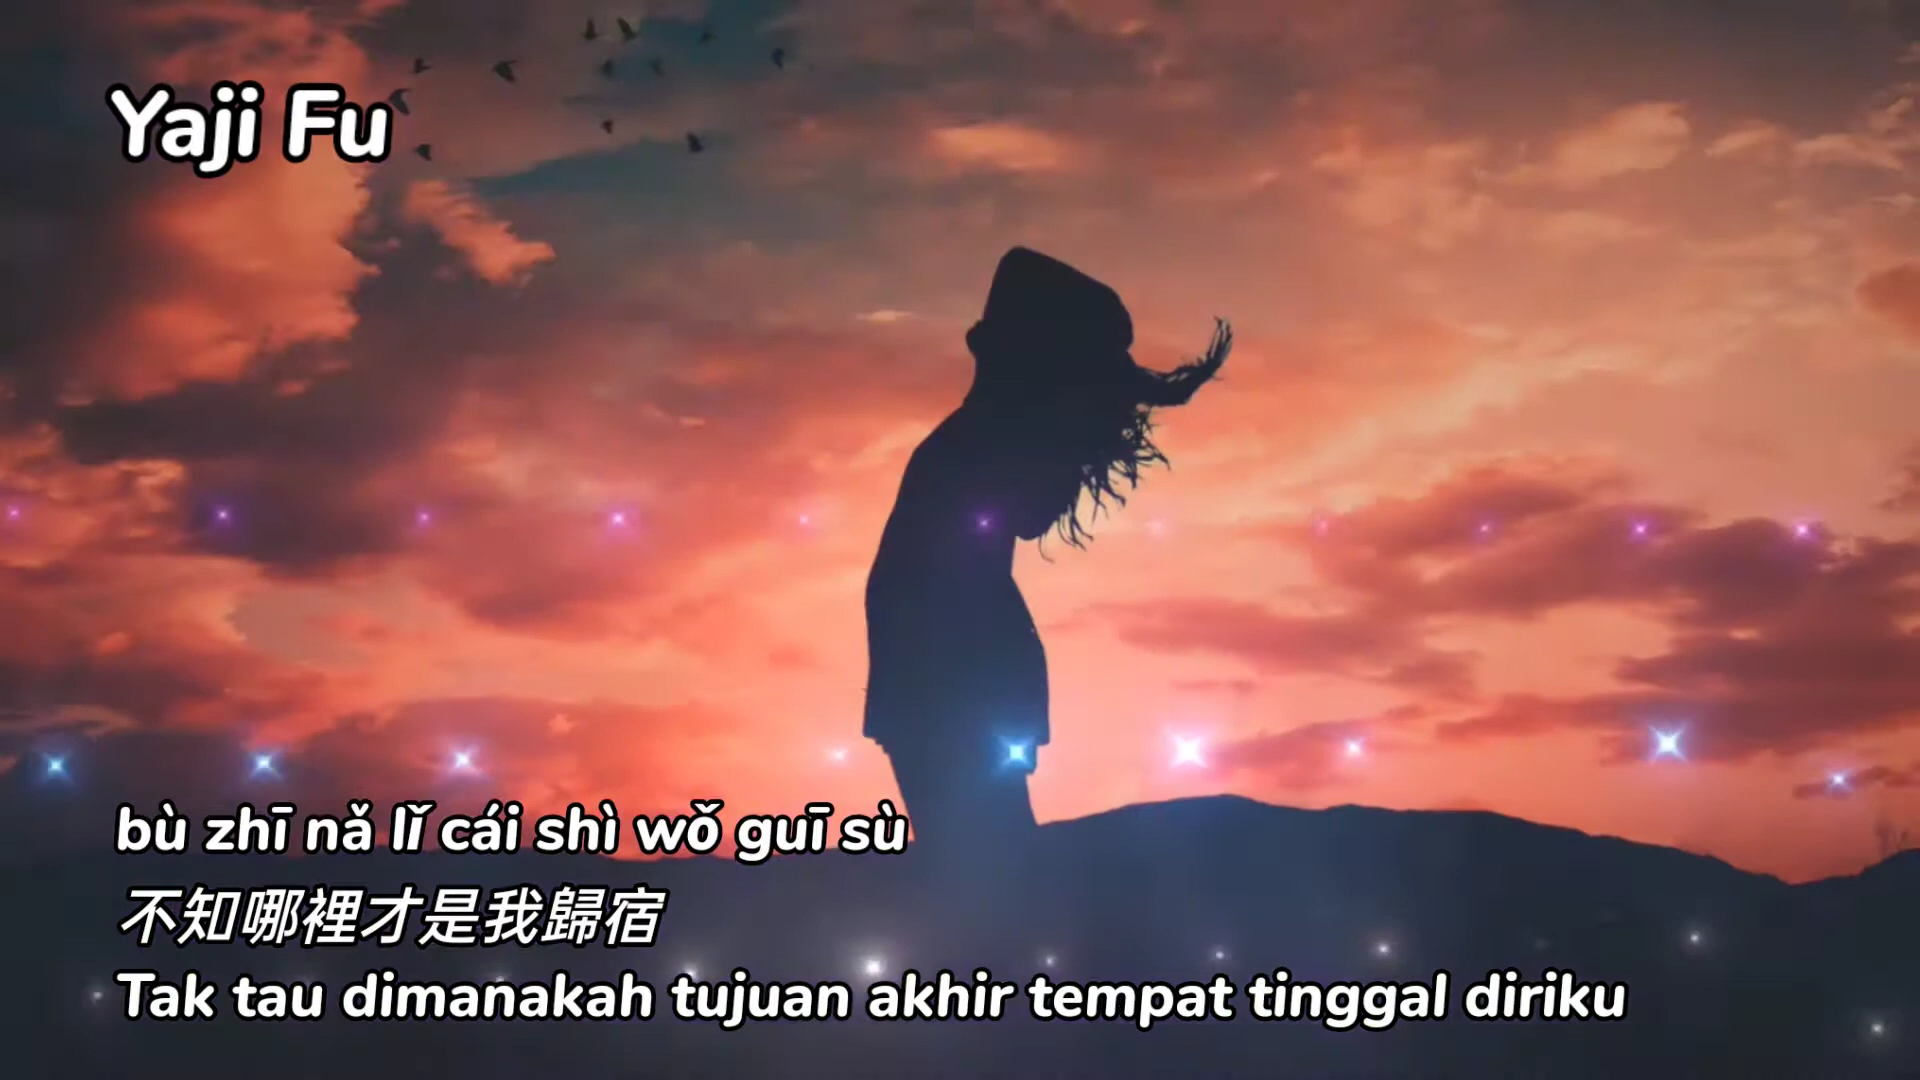 Yaji Fu
bù zhī nǎ lǐ cái shì wǒ guī sù
不知哪裡才是我歸宿
Tak tau dimanakah tujuan akhir tempat tinggal diriku